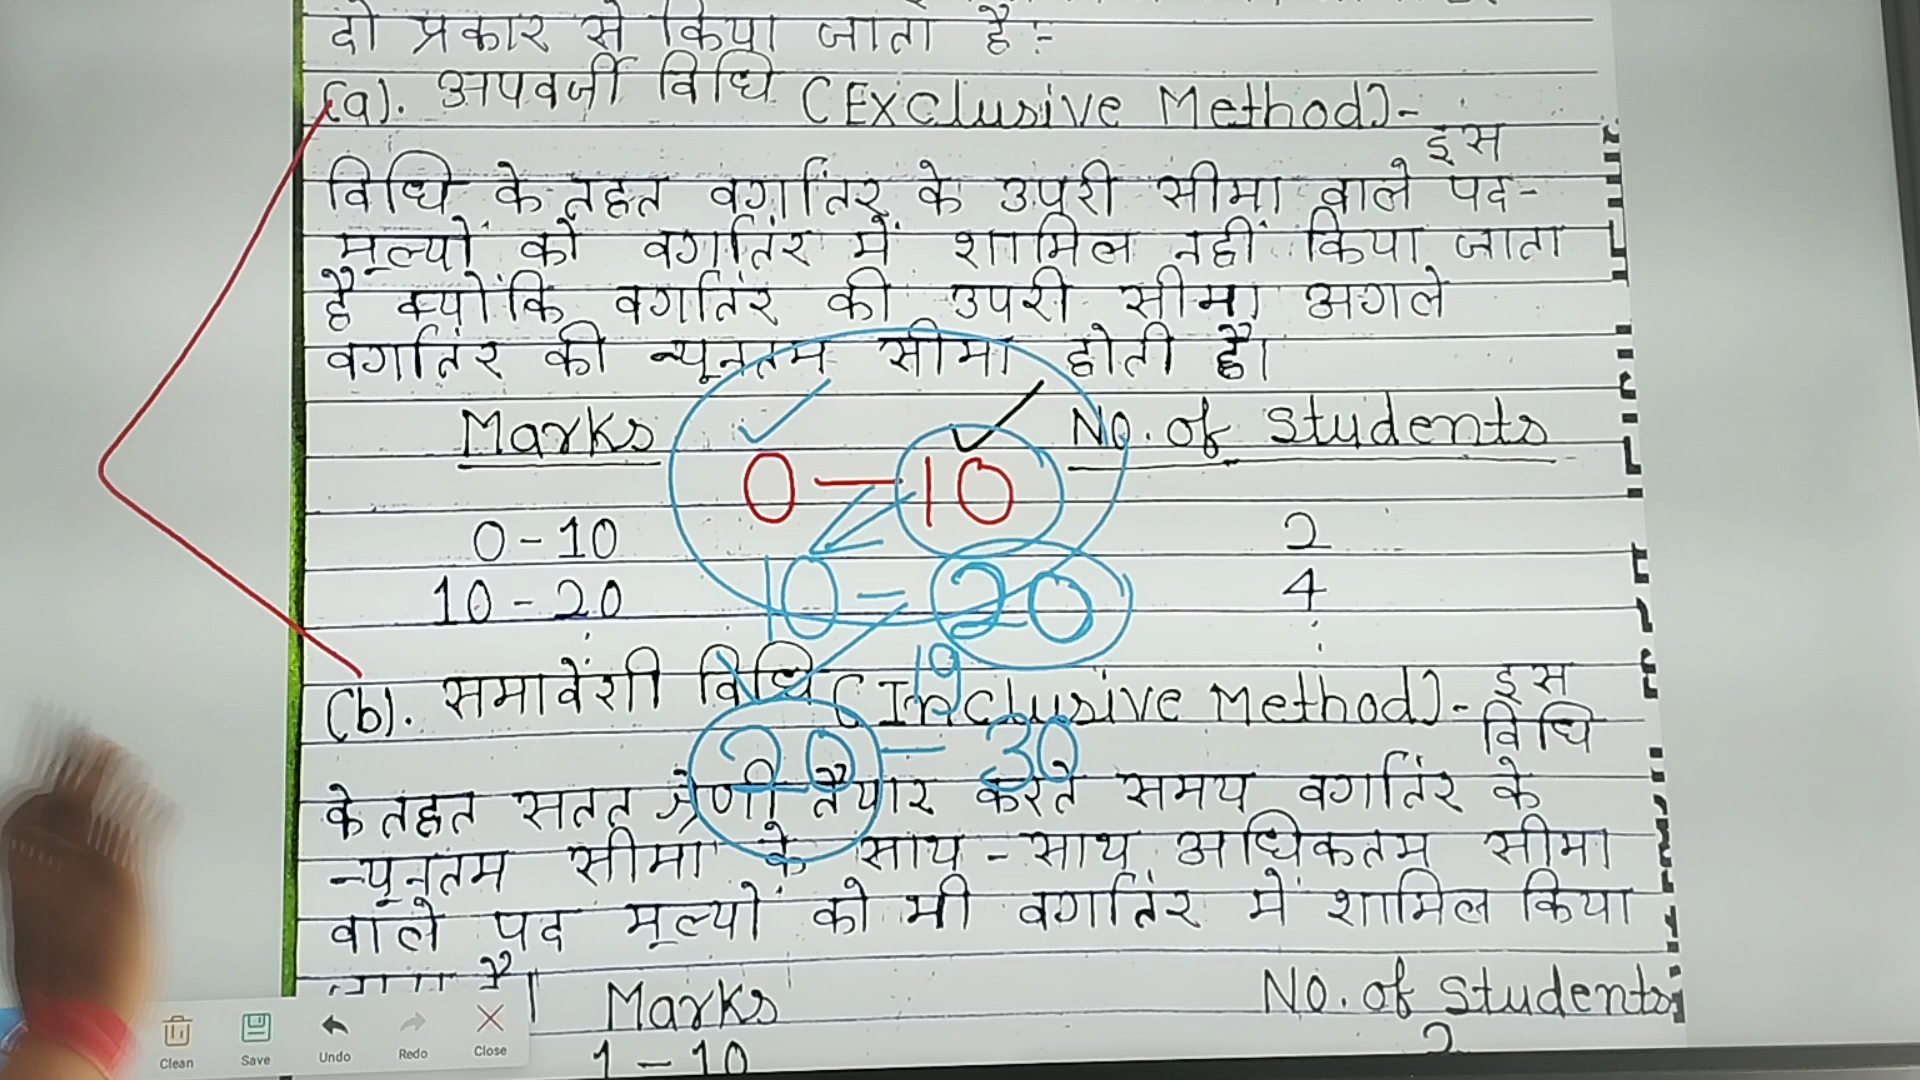 दो प्रकार से किया जाता है :-
(a). अपवर्जी विधि (Exclusive Method)- इस
विधि के तहत वर्गांतर के उपरी सीमा वाले पद-
मूल्यों को वर्गांतर में शामिल नहीं किया जाता
है क्योंकि वर्गांतर की उपरी सीमा अगले
वर्गांतर की न्यूनतम सीमा होती है।
Marks No. of Students
0 - 10
0 - 10 2
10 - 20 4
10 - 20
19
(b). समावेशी विधि (Inclusive Method)- इस विधि
20 - 30
के तहत सतत श्रेणी तैयार करते समय वर्गांतर के
न्यूनतम सीमा के साथ - साथ अधिकतम सीमा
वाले पद मूल्यों को भी वर्गांतर में शामिल किया
है।
Marks No. of Students
1 - 10 2
Clean Save Undo Redo Close